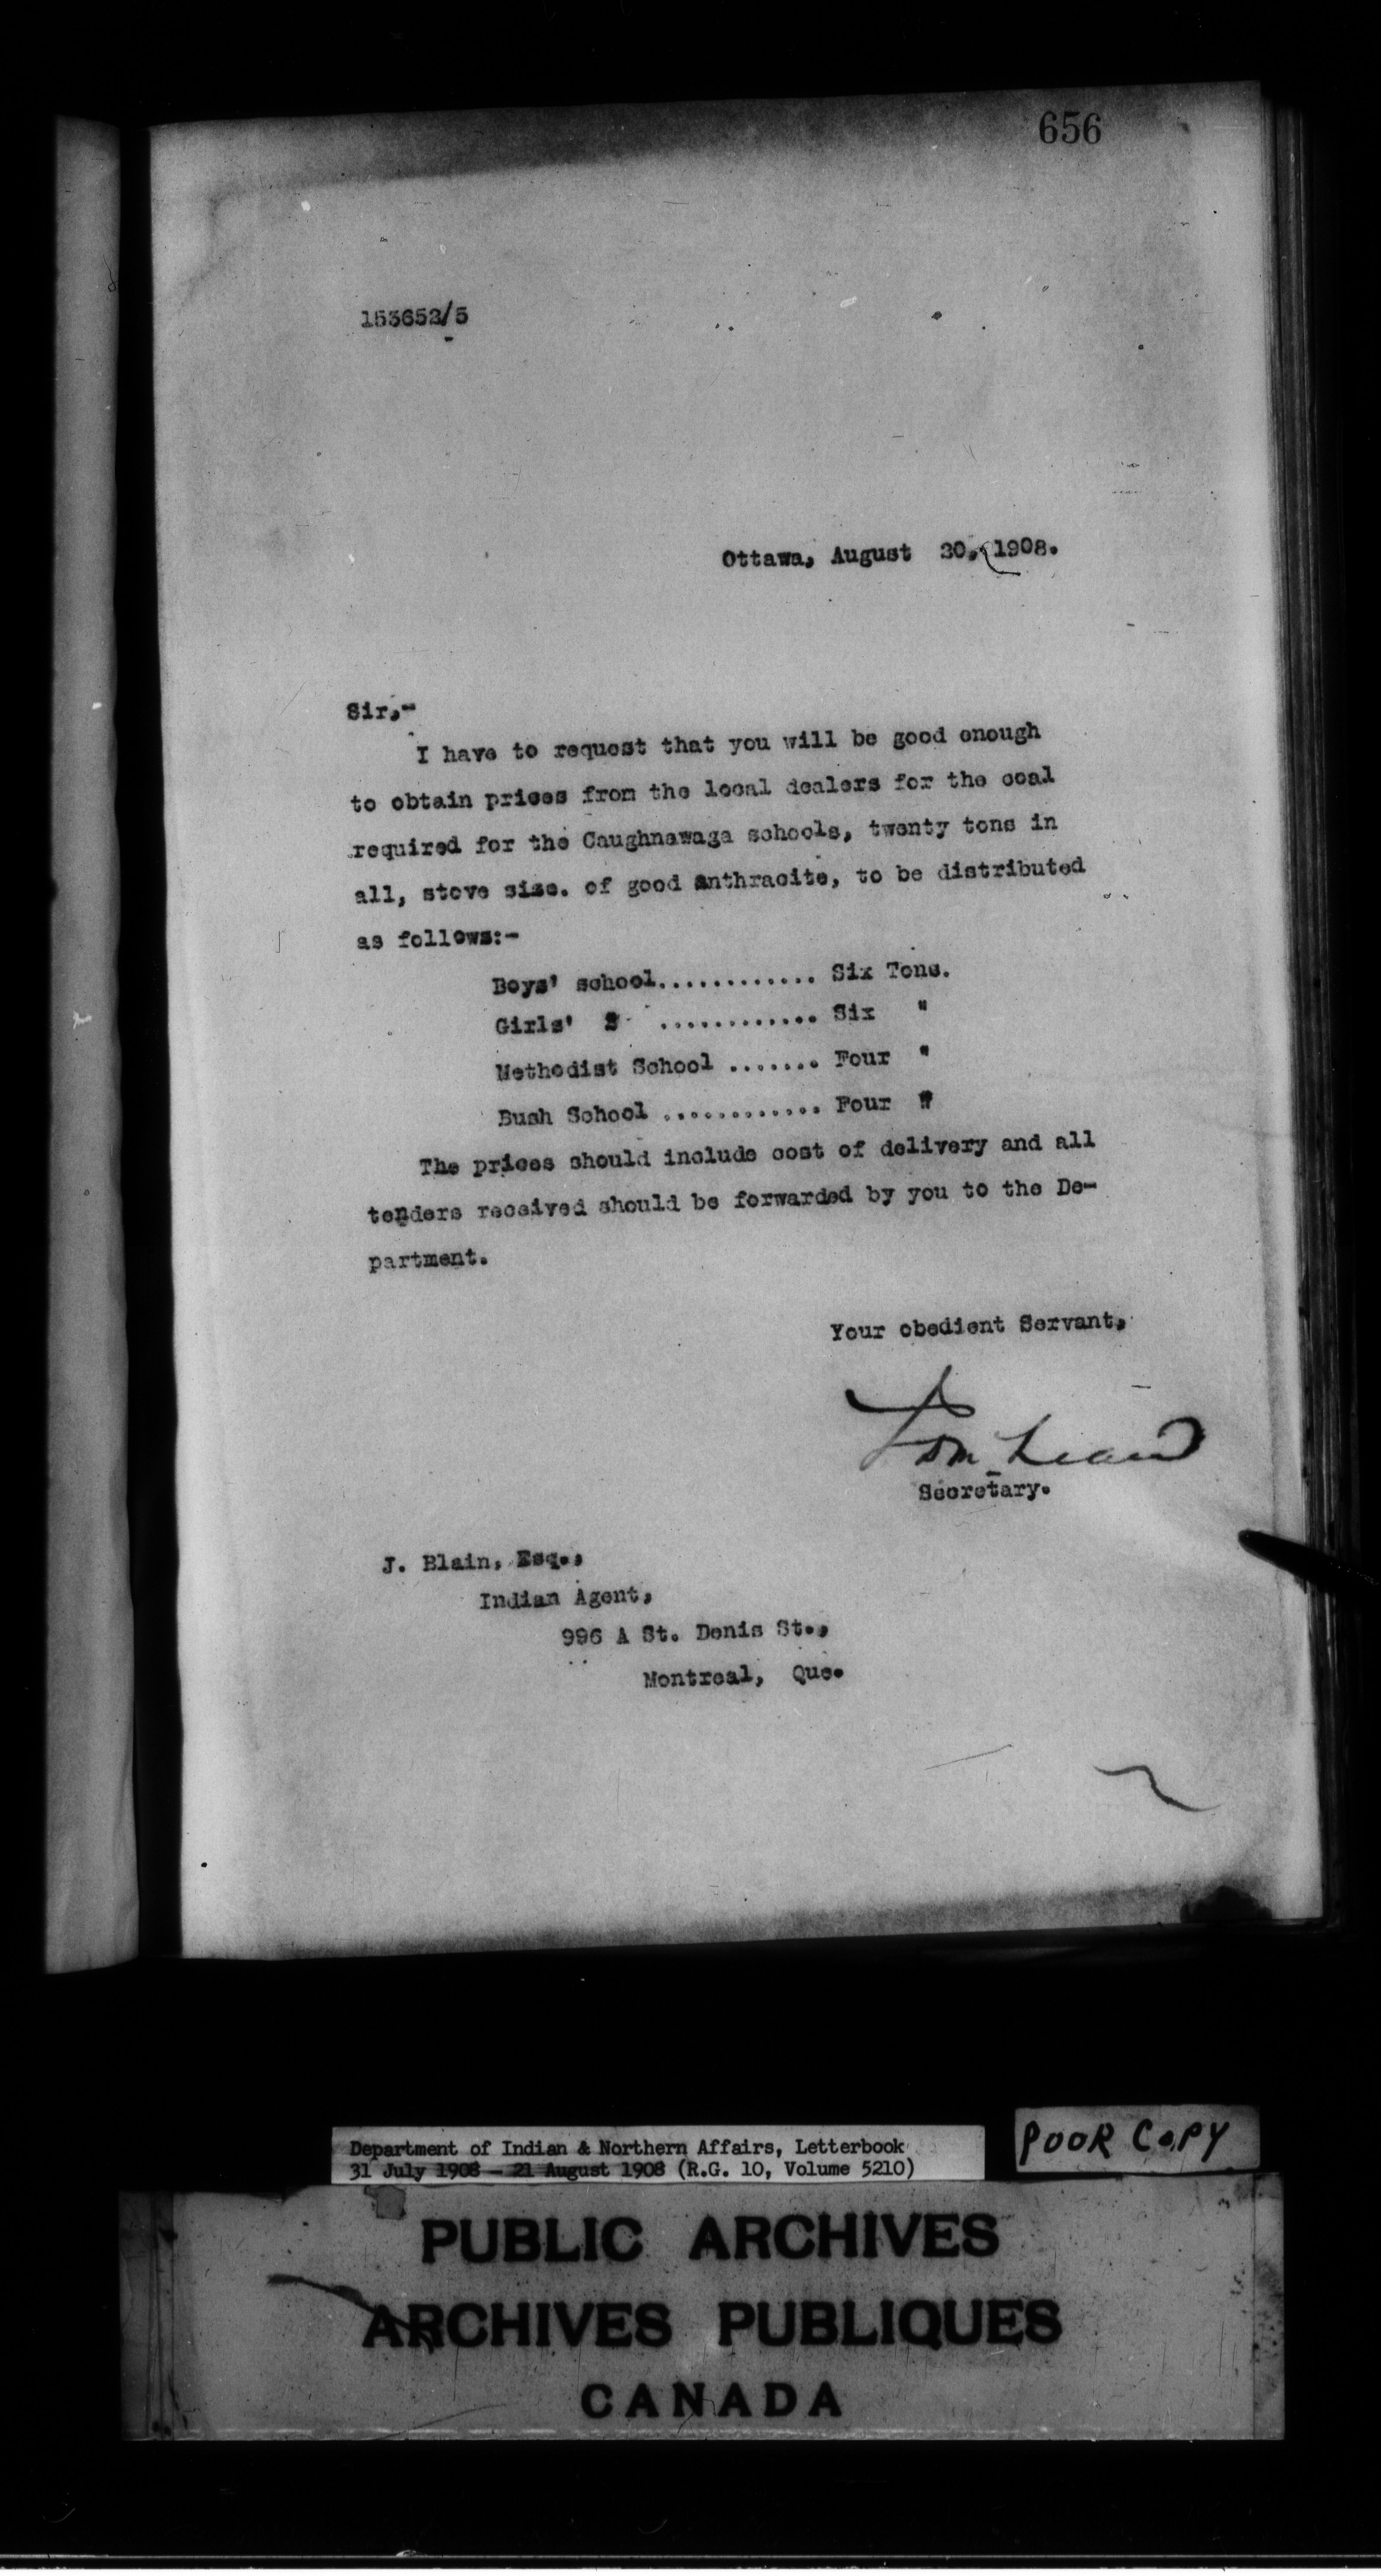 656
153652/5
Ottawa, August 20, 1908.
Sir,-
I have to request that you will be good enough
to obtain prices from the local dealers for the coal
required for the Caughnawaga schools, twenty tons in
all, stove size. of good anthracite, to be distributed
as follows:-
Boys' school............. Six Tons.
Girls' " ............ Six "
Methodist School ....... Four "
Bush School ............ Four "
The prices should include cost of delivery and all
tenders received should be forwarded by you to the De-
partment.
Your obedient Servant,
Secretary.
J. Blain, Esq.,
Indian Agent,
996 A St. Denis St.,
Montreal, Que.
Department of Indian & Northern Affairs, Letterbook
31 July 1908 - 21 August 1908 (R.G. 10, Volume 5210)
POOR COPY
PUBLIC ARCHIVES
ARCHIVES PUBLIQUES
CANADA